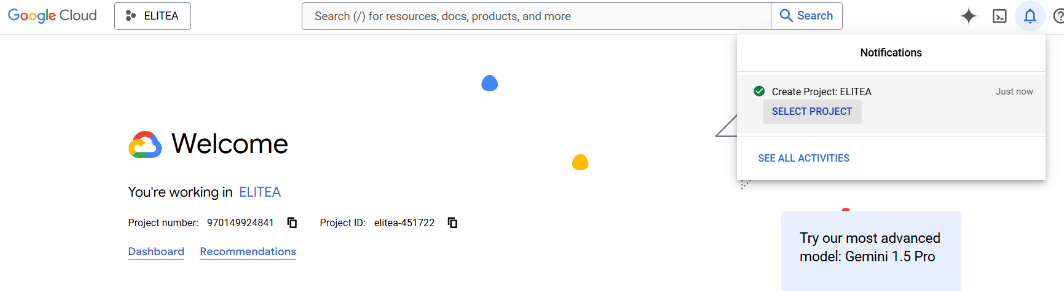 Google Cloud
ELITEA
Search (/) for resources, docs, products, and more
Search
Notifications
Create Project: ELITEA
Just now
SELECT PROJECT
SEE ALL ACTIVITIES
Welcome
You're working in ELITEA
Project number: 970149924841
Project ID: elitea-451722
Dashboard
Recommendations
Try our most advanced
model: Gemini 1.5 Pro